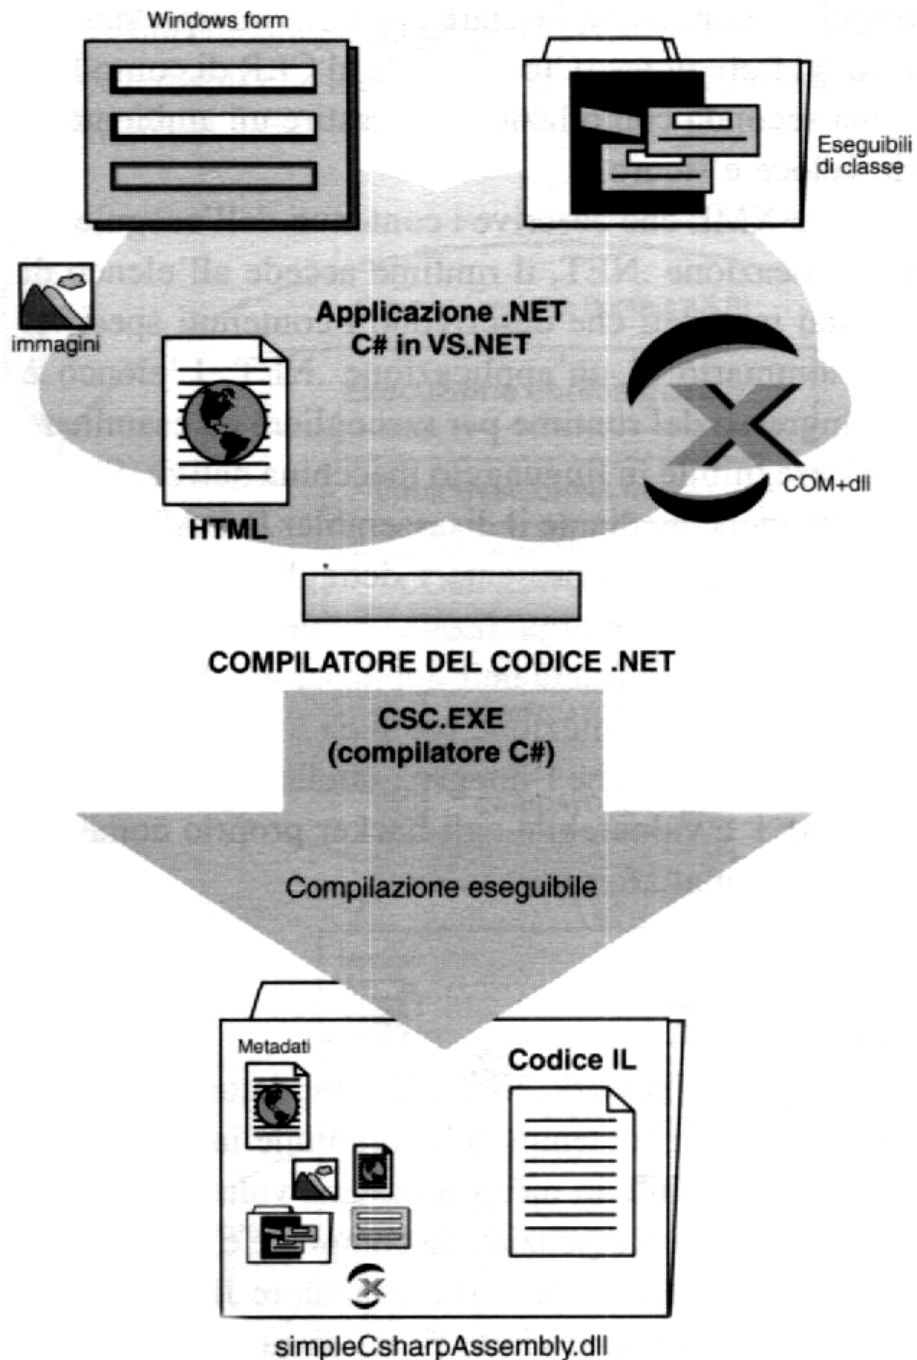 Windows form
Eseguibili
di classe
immagini
Applicazione .NET
C# in VS.NET
HTML
COM+dll
COMPILATORE DEL CODICE .NET
CSC.EXE
(compilatore C#)
Compilazione eseguibile
Metadati
Codice IL
simpleCsharpAssembly.dll